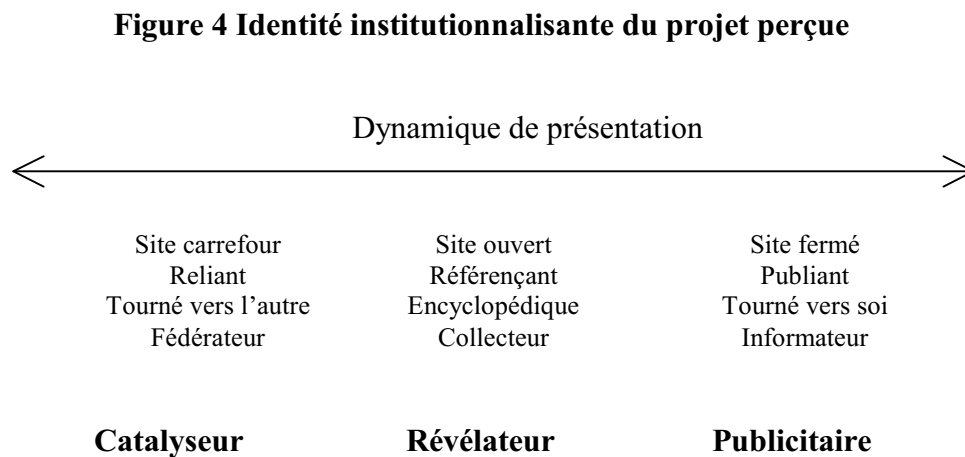 Figure 4 Identité institutionnalisante du projet perçue
Dynamique de présentation
Site carrefour
Reliant
Tourné vers l’autre
Fédérateur
Site ouvert
Référençant
Encyclopédique
Collecteur
Site fermé
Publiant
Tourné vers soi
Informateur
Catalyseur
Révélateur
Publicitaire